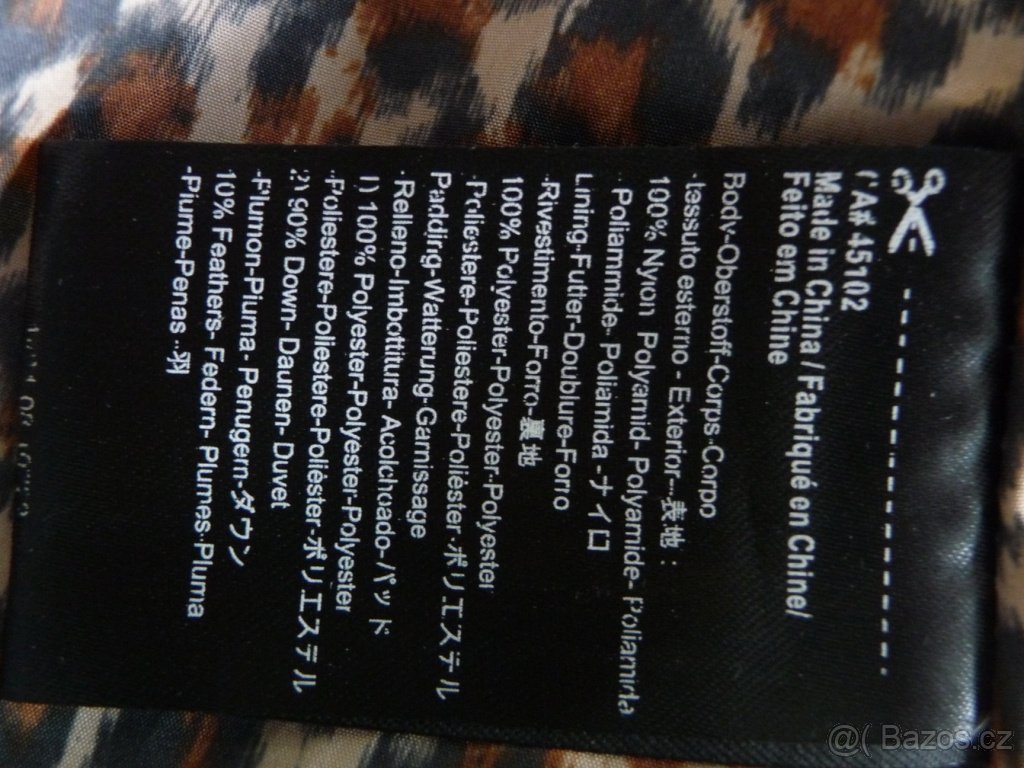 CA# 45102
Made in China / Fabriqué en Chine/
Feito em Chine
Body-Oberstoff-Corps-Corpo
-tessuto esterno - Exterior--表地 :
100% Nylon Polyamid- Polyamide- Poliamida
Poliammide- Poliamida -ナイロ
Lining-Futter-Doublure-Forro
-Rivestimento-Forro-裏地
100% Polyester-Polyester-Polyester
-Poliestere-Poliestere-Poliéster-ポリエステル
Padding-Watterung-Garnissage
- Relleno-Imbottitura- Acolchoado-パッド
1) 100% Polyester-Polyester-Polyester
-Poliestere-Poliestere-Poliéster-ポリエステル
2) 90% Down- Daunen- Duvet
-Plumon-Piuma- Penugem-ダウン
10% Feathers- Federn- Plumes-Pluma
-Piume-Penas -羽
@( Bazos.cz